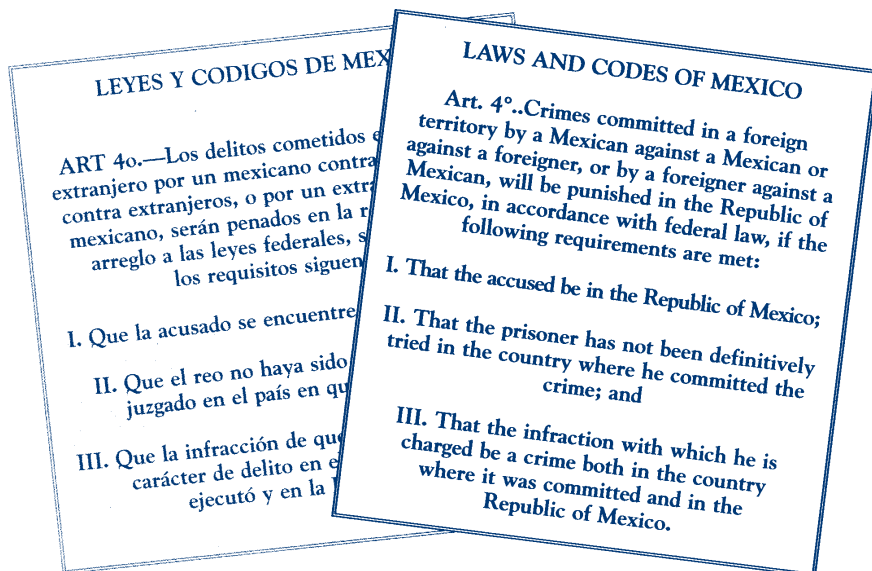 LEYES Y CODIGOS DE MEX
ART 4o.—Los delitos cometidos e
extranjero por un mexicano contra
contra extranjeros, o por un extra
mexicano, serán penados en la r
arreglo a las leyes federales, s
los requisitos siguen
I. Que la acusado se encuentre
II. Que el reo no haya sido
juzgado en el país en qu
III. Que la infracción de que
carácter de delito en e
ejecutó y en la
LAWS AND CODES OF MEXICO
Art. 4°..Crimes committed in a foreign
territory by a Mexican against a Mexican or
against a foreigner, or by a foreigner against a
Mexican, will be punished in the Republic of
Mexico, in accordance with federal law, if the
following requirements are met:
I. That the accused be in the Republic of Mexico;
II. That the prisoner has not been definitively
tried in the country where he committed the
crime; and
III. That the infraction with which he is
charged be a crime both in the country
where it was committed and in the
Republic of Mexico.